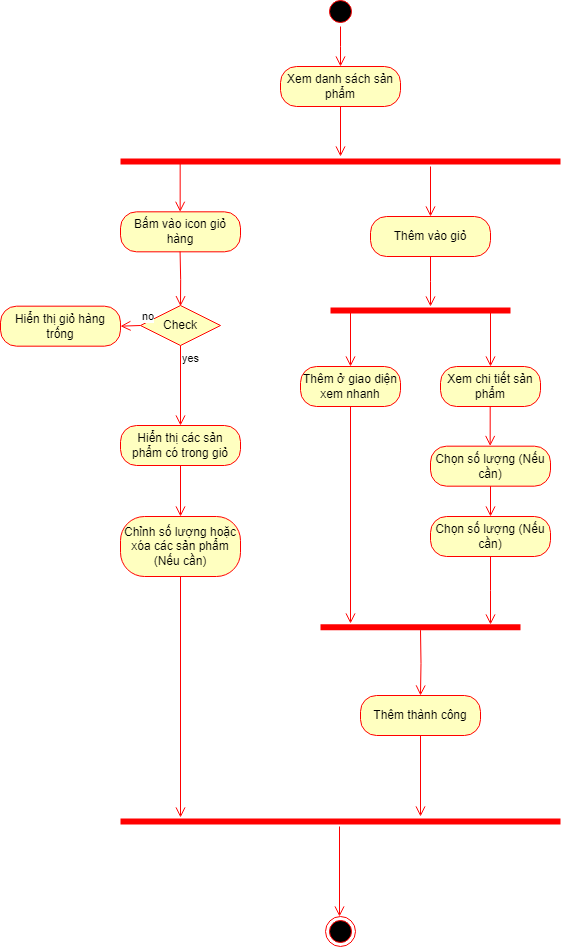 Xem danh sách sản
phẩm
Bấm vào icon giỏ
hàng
Thêm vào giỏ
Hiển thị giỏ hàng
trống
no
Check
yes
Thêm ở giao diện
xem nhanh
Xem chi tiết sản
phẩm
Hiển thị các sản
phẩm có trong giỏ
Chọn số lượng (Nếu
cần)
Chỉnh số lượng hoặc
xóa các sản phẩm
(Nếu cần)
Chọn số lượng (Nếu
cần)
Thêm thành công